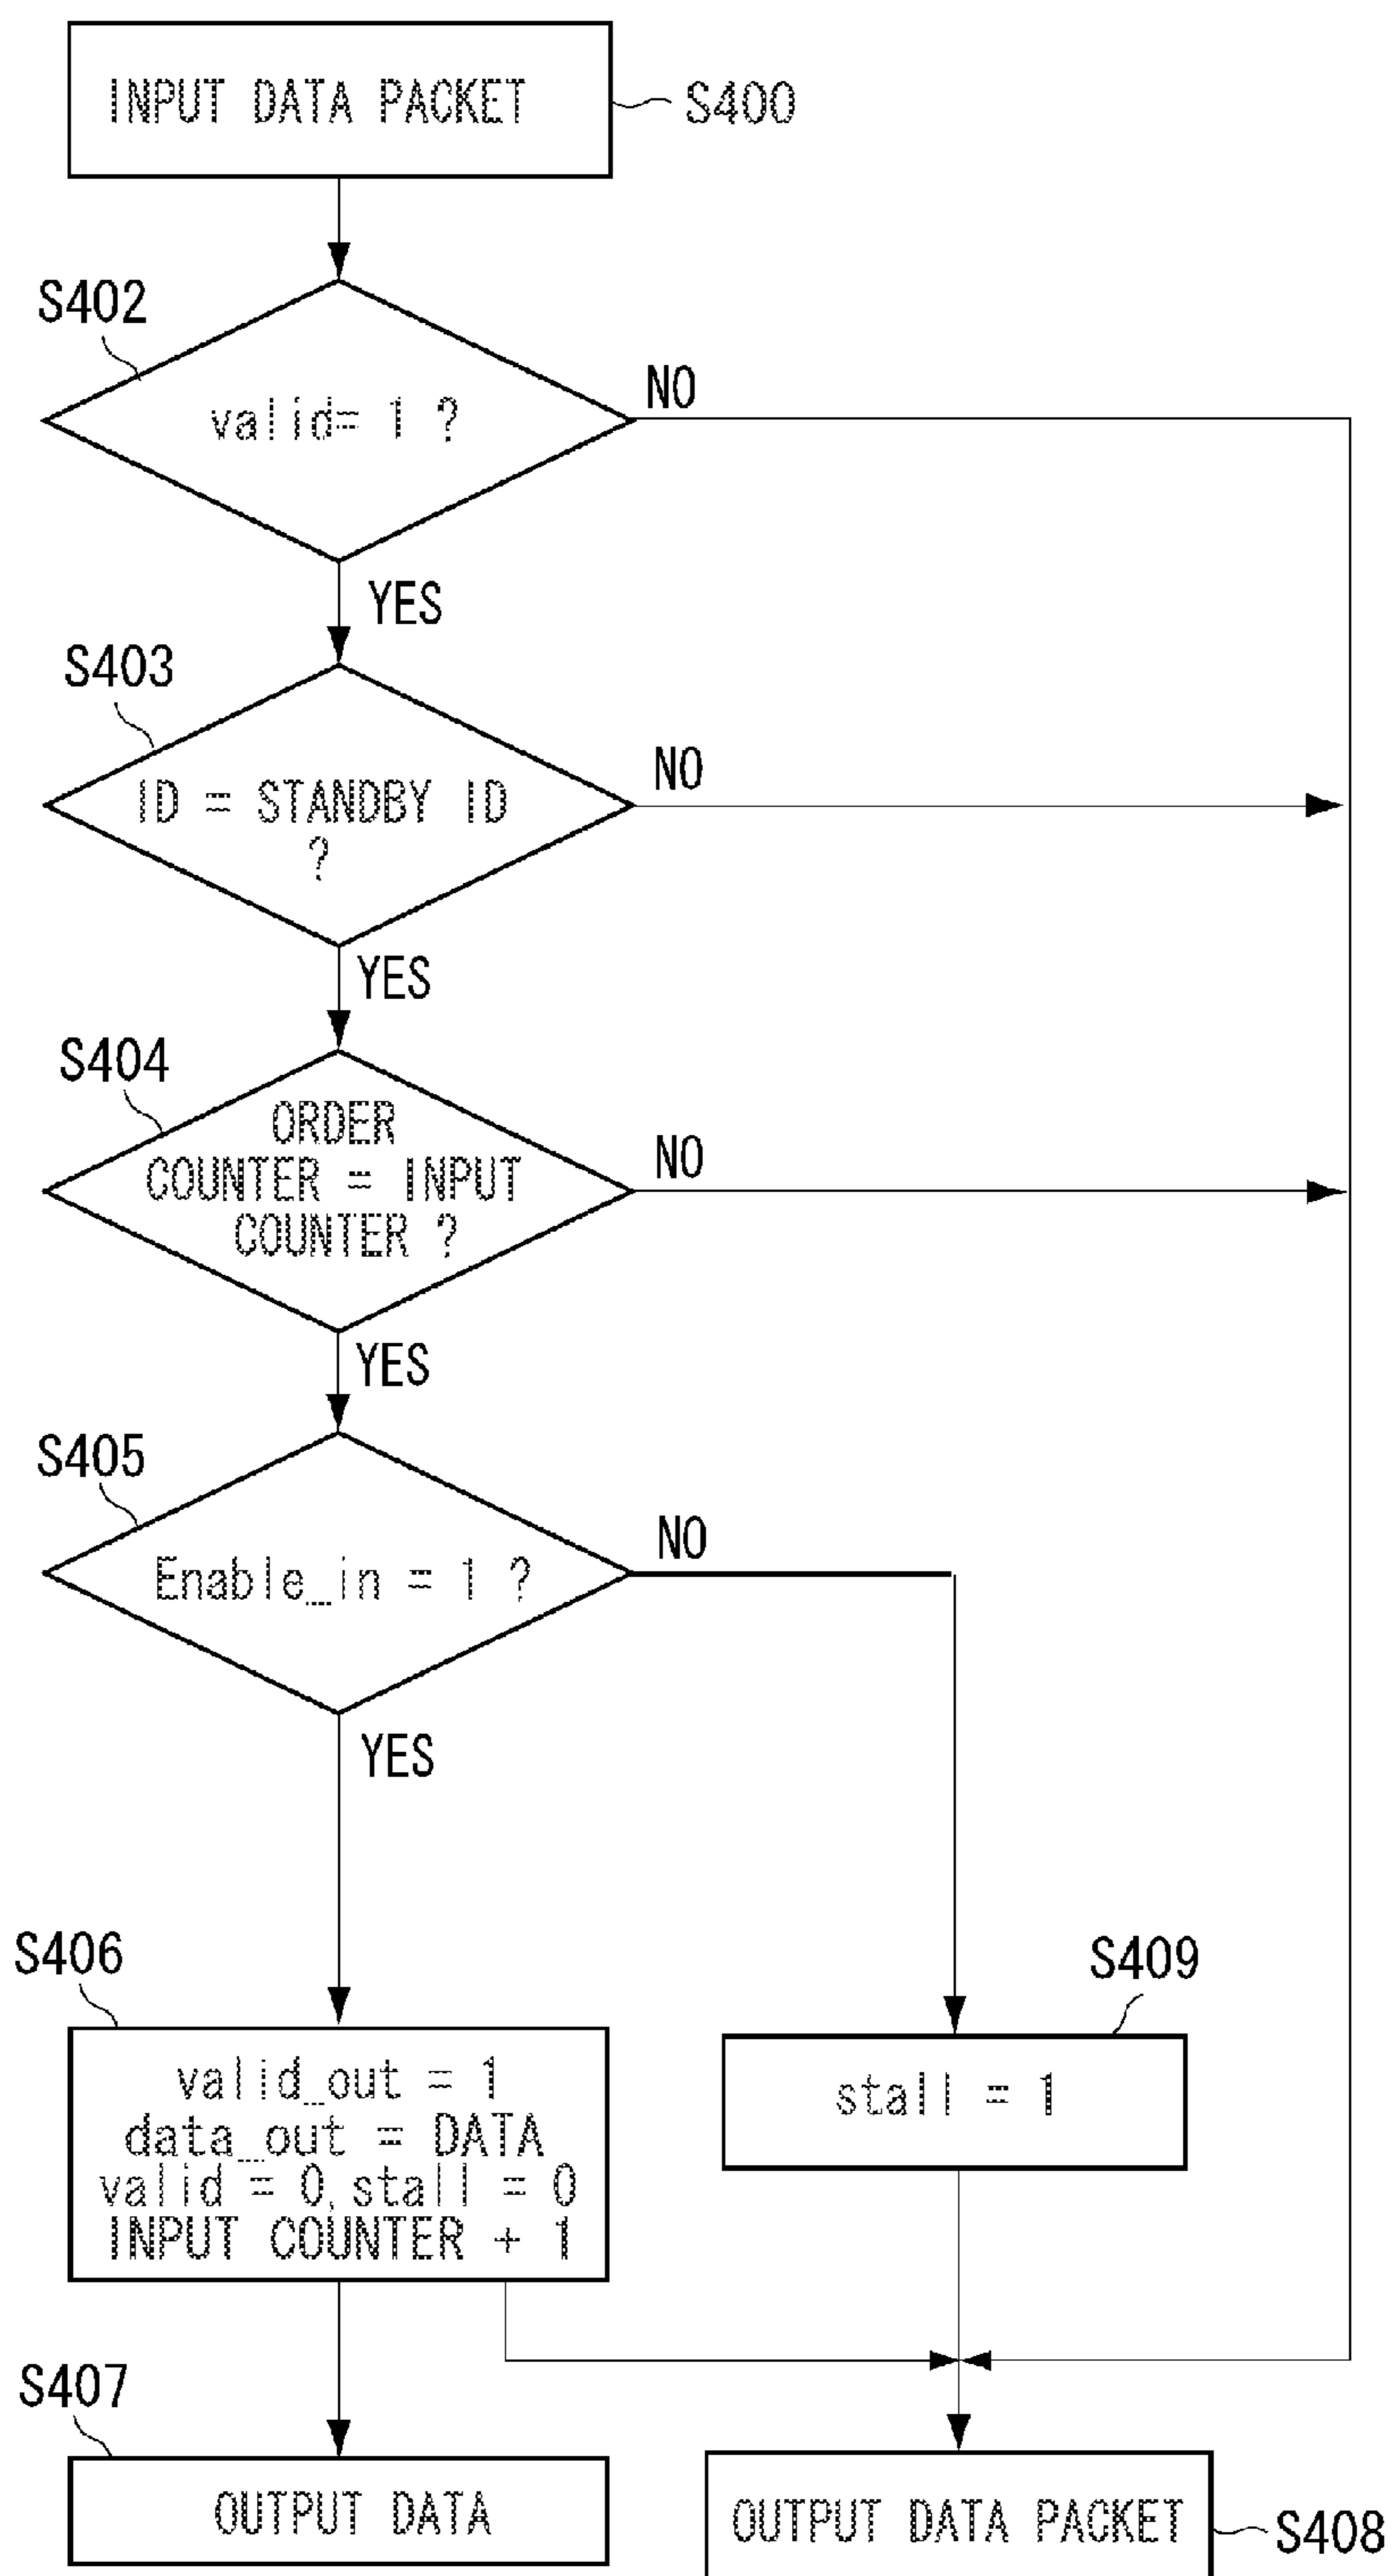 INPUT DATA PACKET
S400
S402
valid= 1 ?
NO
YES
S403
ID = STANDBY ID
?
NO
YES
S404
ORDER
COUNTER = INPUT
COUNTER ?
NO
YES
S405
Enable_in = 1 ?
NO
YES
S406
valid_out = 1
data_out = DATA
valid = 0,stall = 0
INPUT COUNTER + 1
S409
stall = 1
S407
OUTPUT DATA
OUTPUT DATA PACKET
S408